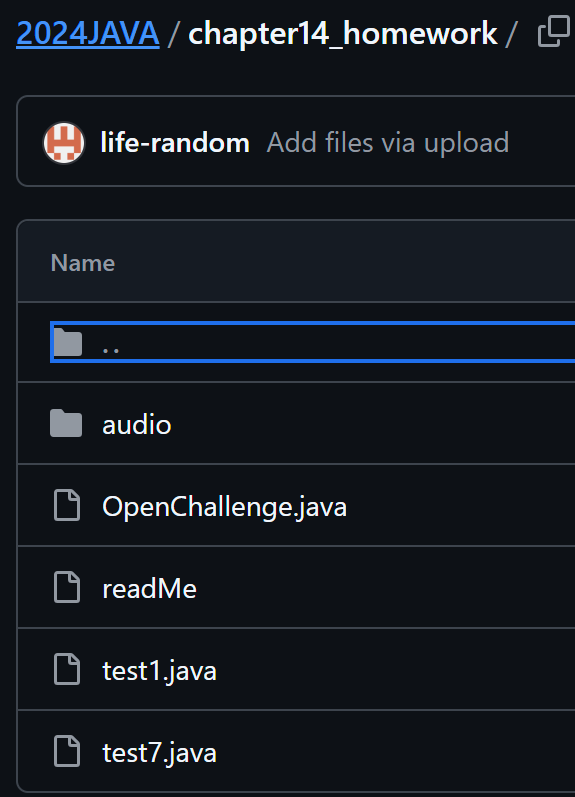 2024JAVA / chapter14_homework /
life-random Add files via upload
Name
..
audio
OpenChallenge.java
readMe
test1.java
test7.java